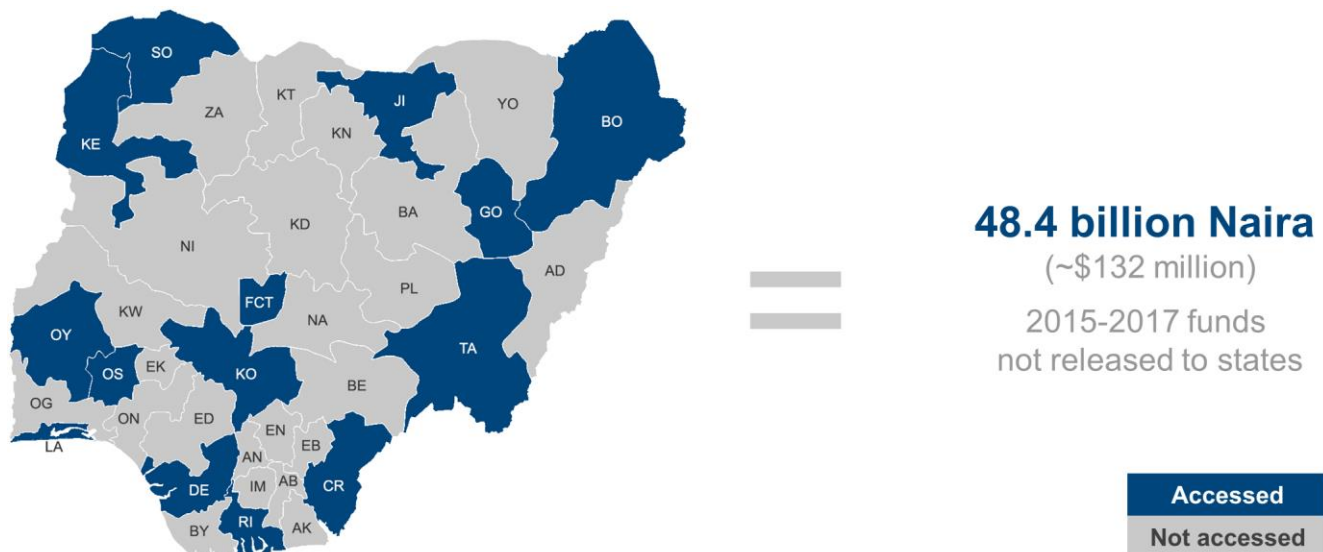 SO
KT
JI
YO
ZA
BO
KN
KE
BA
GO
KD
NI
AD
PL
FCT
KW
NA
OY
TA
OS
EK
KO
BE
OG
ON
ED
EN
EB
LA
AN
DE
IM
AB
CR
RI
BY
AK
48.4 billion Naira
(~$132 million)
2015-2017 funds
not released to states
Accessed
Not accessed